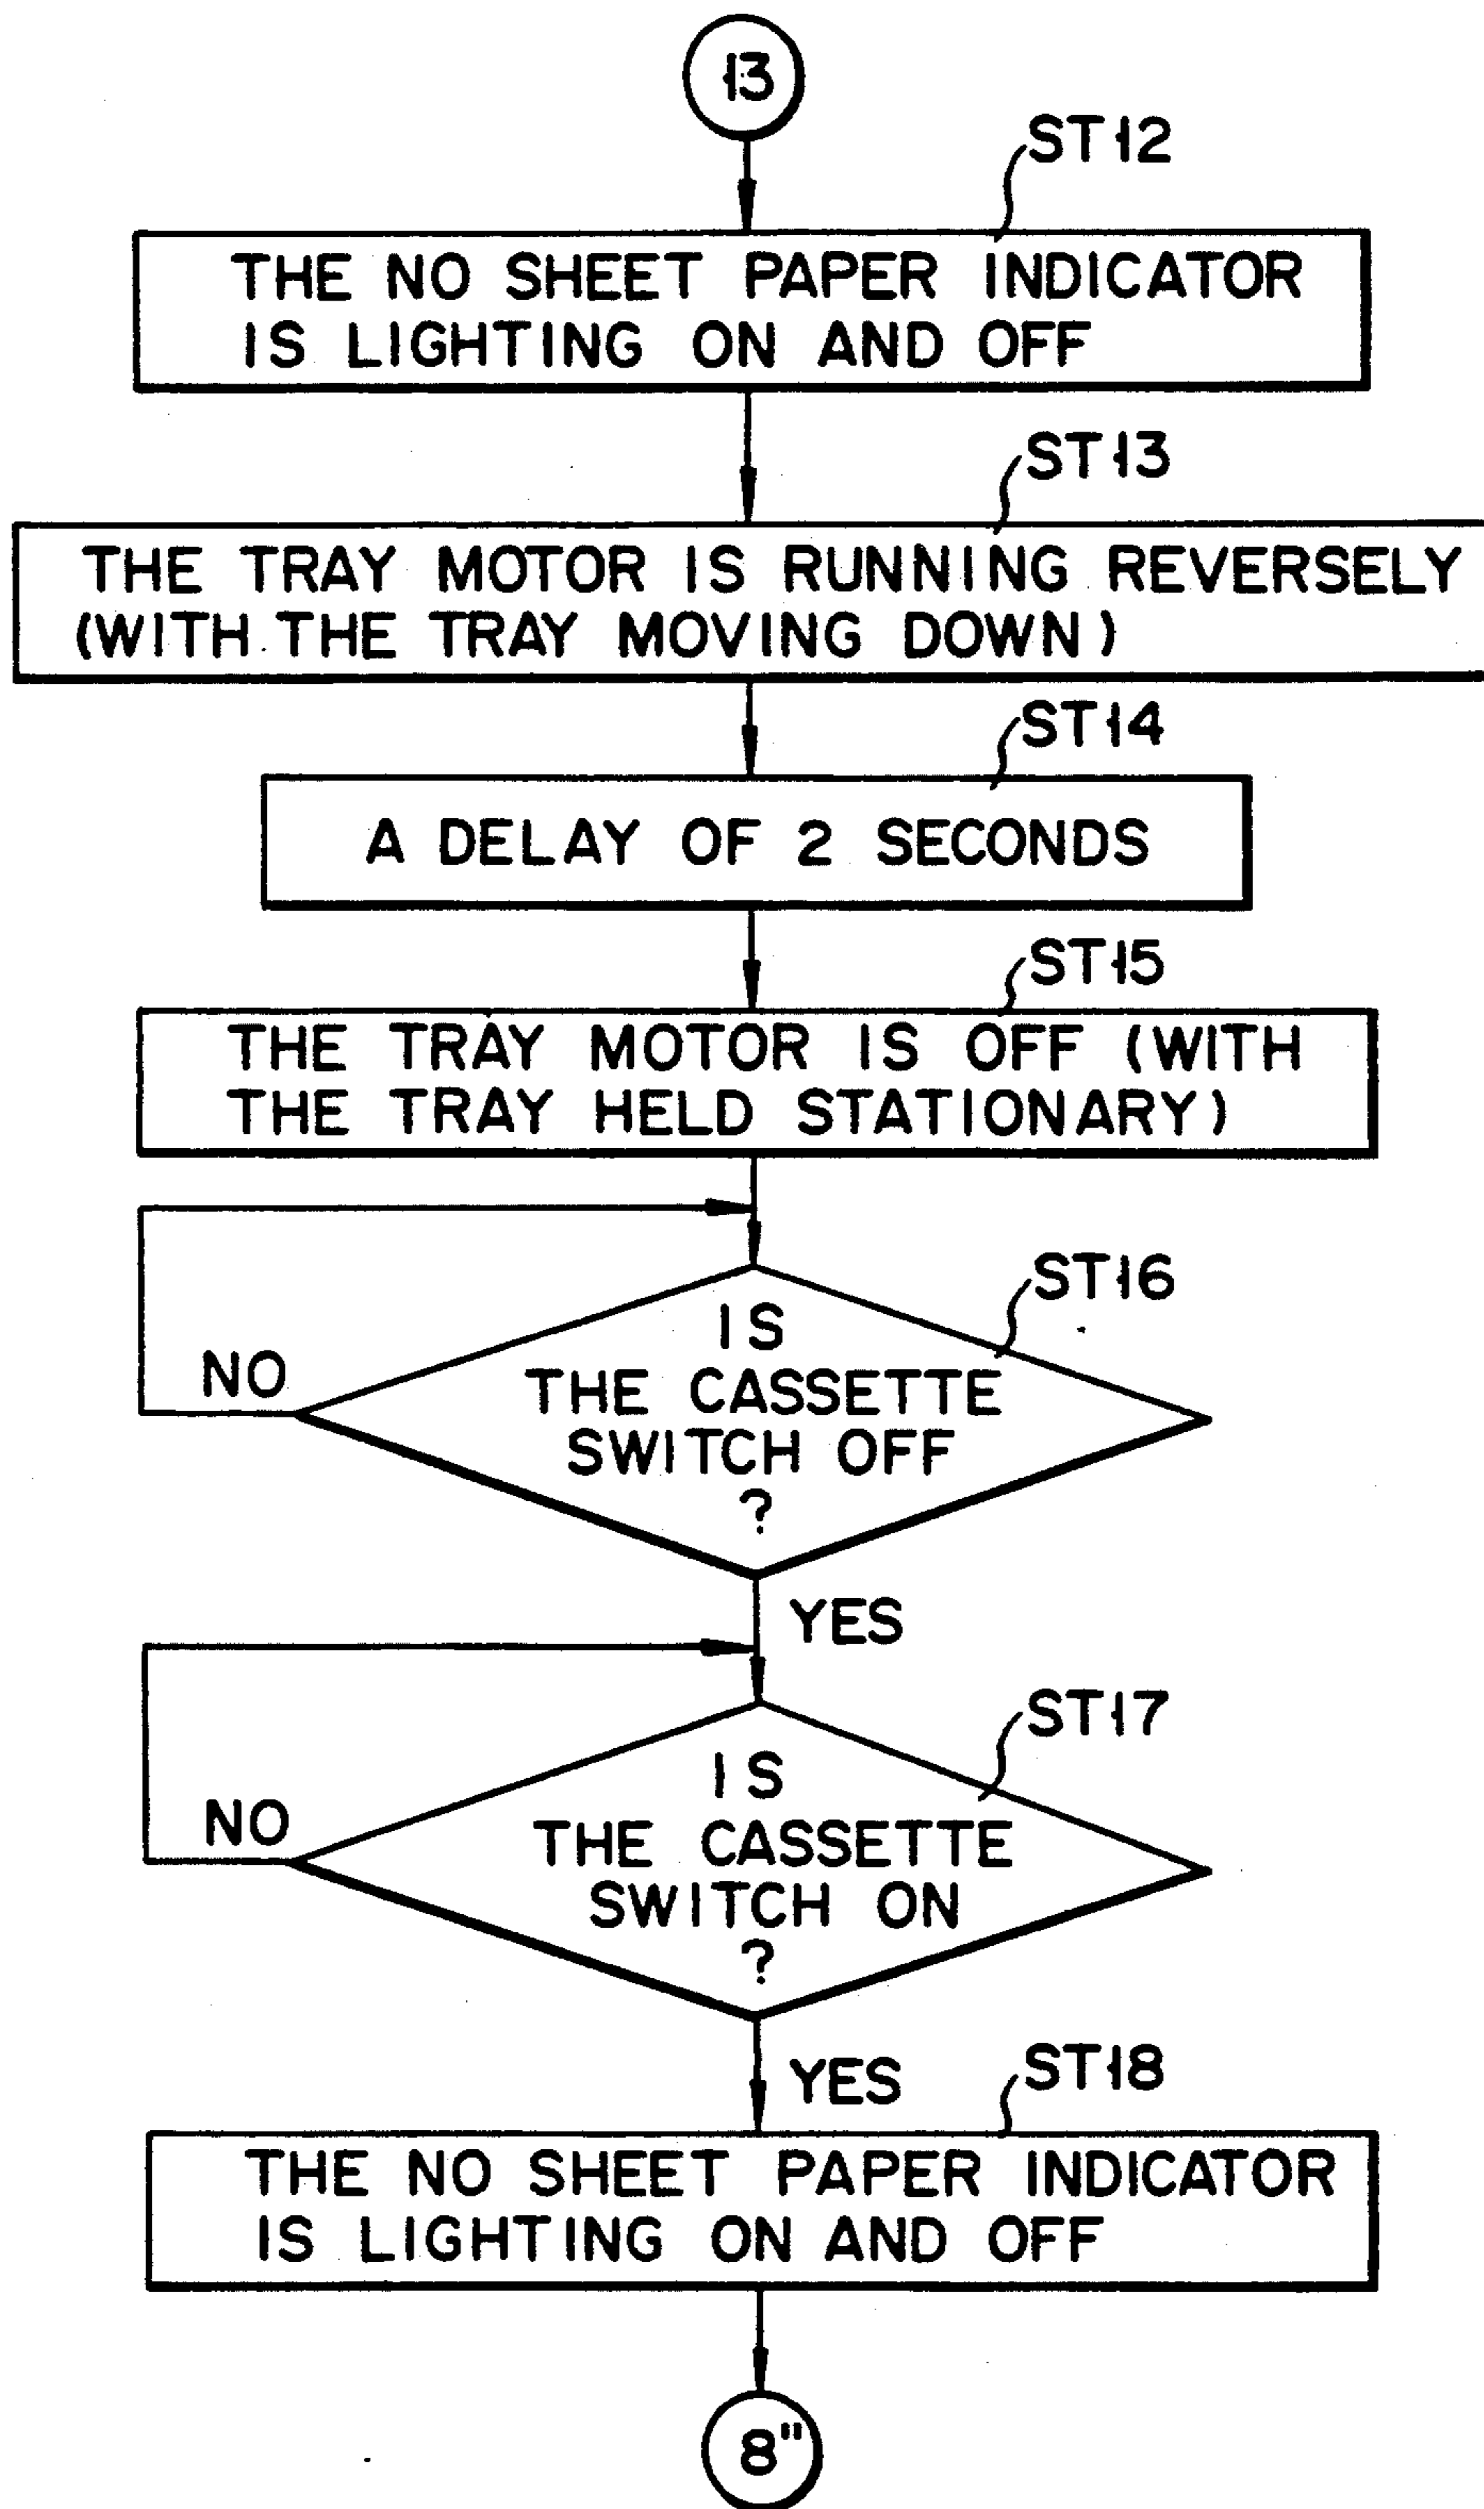 13
ST12
THE NO SHEET PAPER INDICATOR
IS LIGHTING ON AND OFF
ST13
THE TRAY MOTOR IS RUNNING REVERSELY
(WITH THE TRAY MOVING DOWN)
ST14
A DELAY OF 2 SECONDS
ST15
THE TRAY MOTOR IS OFF (WITH
THE TRAY HELD STATIONARY)
ST16
IS
THE CASSETTE
SWITCH OFF
?
NO
YES
ST17
IS
THE CASSETTE
SWITCH ON
?
NO
YES
ST18
THE NO SHEET PAPER INDICATOR
IS LIGHTING ON AND OFF
8"